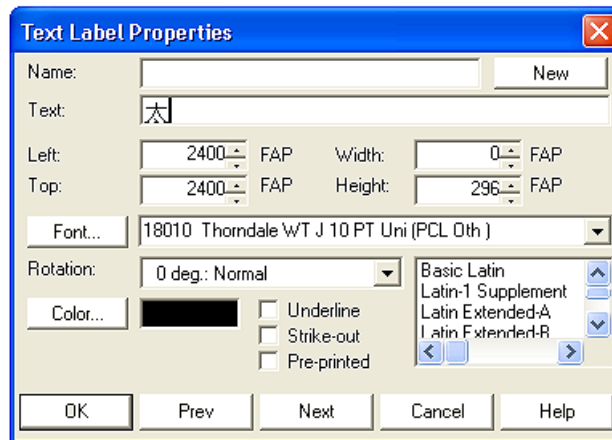 Text Label Properties
Name: New
Text: 太
Left: 2400 FAP Width: 0 FAP
Top: 2400 FAP Height: 296 FAP
Font... 18010 Thorndale WT J 10 PT Uni (PCL Oth )
Rotation: 0 deg.: Normal Basic Latin
Latin-1 Supplement
Color... Underline Latin Extended-A
Strike-out Latin Extended-B
Pre-printed
OK Prev Next Cancel Help